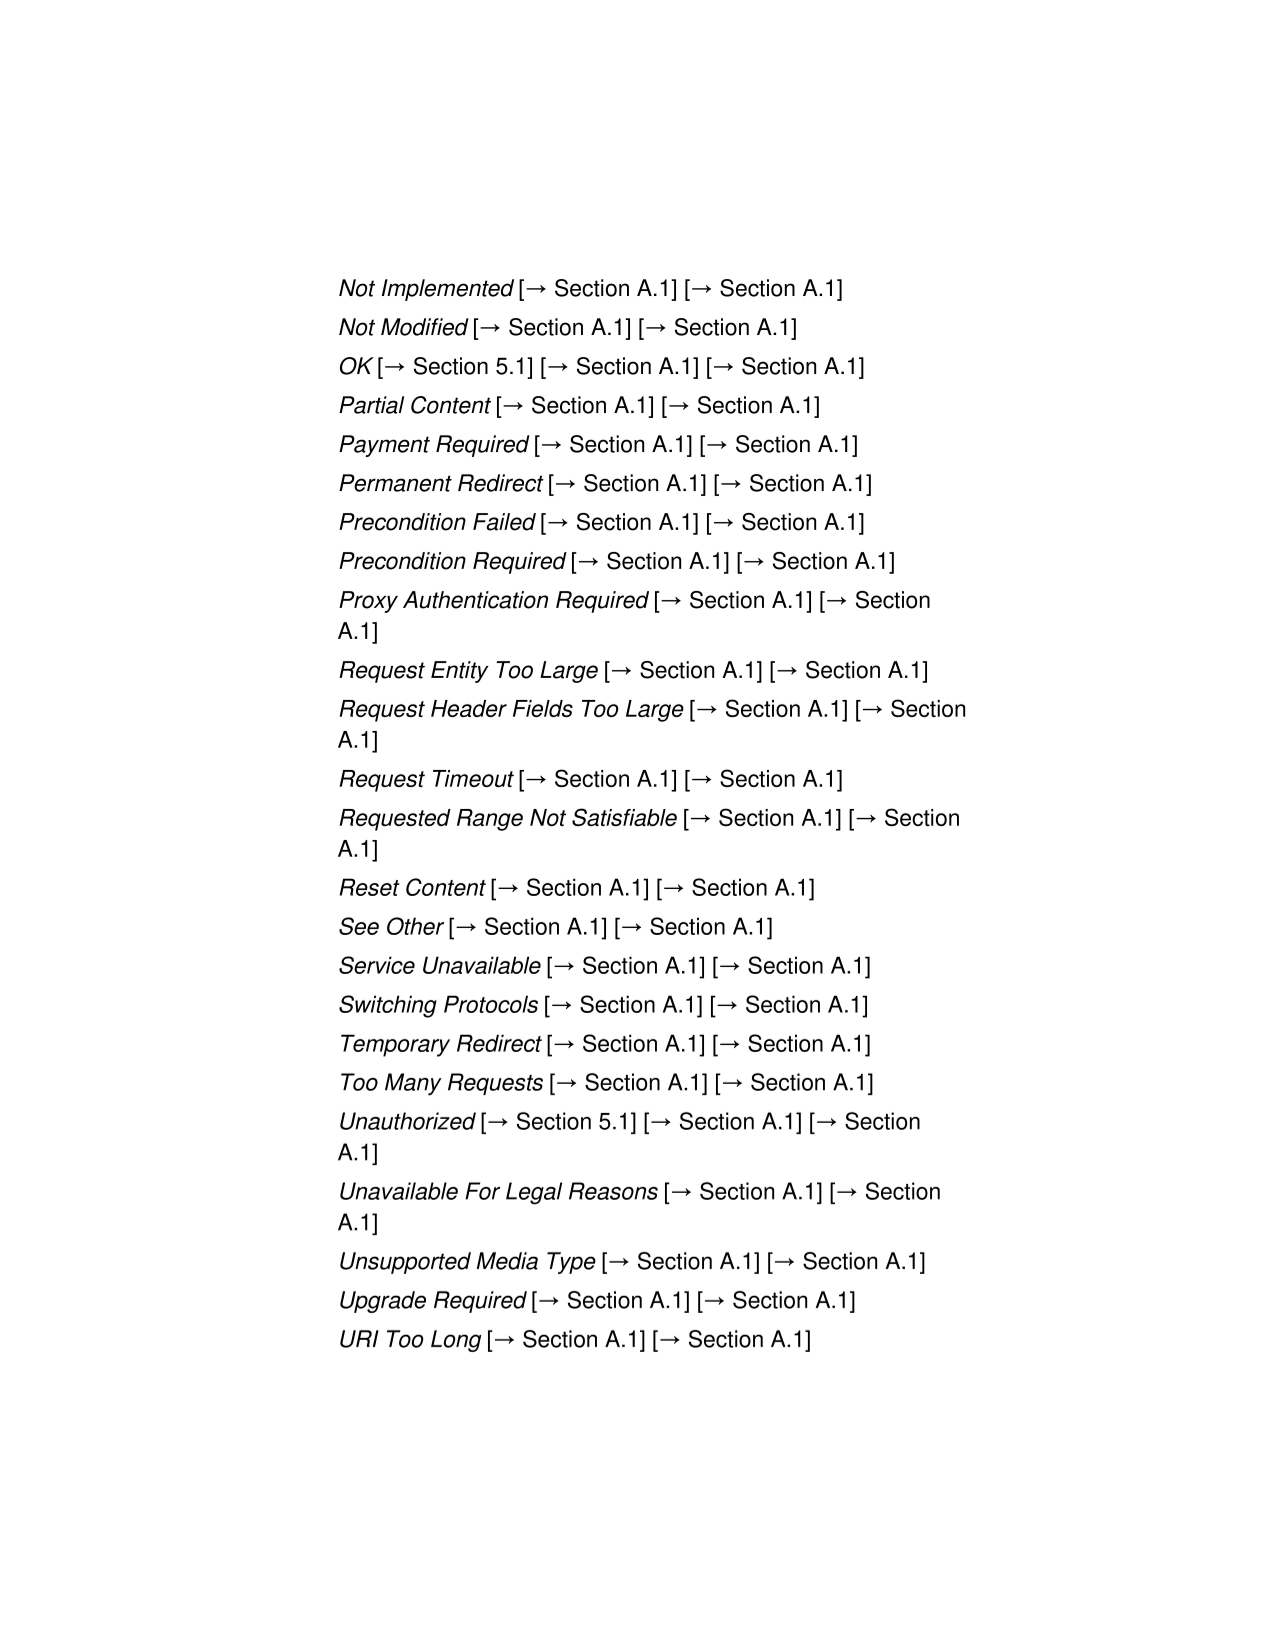 Not Implemented [→ Section A.1] [→ Section A.1]
Not Modified [→ Section A.1] [→ Section A.1]
OK [→ Section 5.1] [→ Section A.1] [→ Section A.1]
Partial Content [→ Section A.1] [→ Section A.1]
Payment Required [→ Section A.1] [→ Section A.1]
Permanent Redirect [→ Section A.1] [→ Section A.1]
Precondition Failed [→ Section A.1] [→ Section A.1]
Precondition Required [→ Section A.1] [→ Section A.1]
Proxy Authentication Required [→ Section A.1] [→ Section
A.1]
Request Entity Too Large [→ Section A.1] [→ Section A.1]
Request Header Fields Too Large [→ Section A.1] [→ Section
A.1]
Request Timeout [→ Section A.1] [→ Section A.1]
Requested Range Not Satisfiable [→ Section A.1] [→ Section
A.1]
Reset Content [→ Section A.1] [→ Section A.1]
See Other [→ Section A.1] [→ Section A.1]
Service Unavailable [→ Section A.1] [→ Section A.1]
Switching Protocols [→ Section A.1] [→ Section A.1]
Temporary Redirect [→ Section A.1] [→ Section A.1]
Too Many Requests [→ Section A.1] [→ Section A.1]
Unauthorized [→ Section 5.1] [→ Section A.1] [→ Section
A.1]
Unavailable For Legal Reasons [→ Section A.1] [→ Section
A.1]
Unsupported Media Type [→ Section A.1] [→ Section A.1]
Upgrade Required [→ Section A.1] [→ Section A.1]
URI Too Long [→ Section A.1] [→ Section A.1]